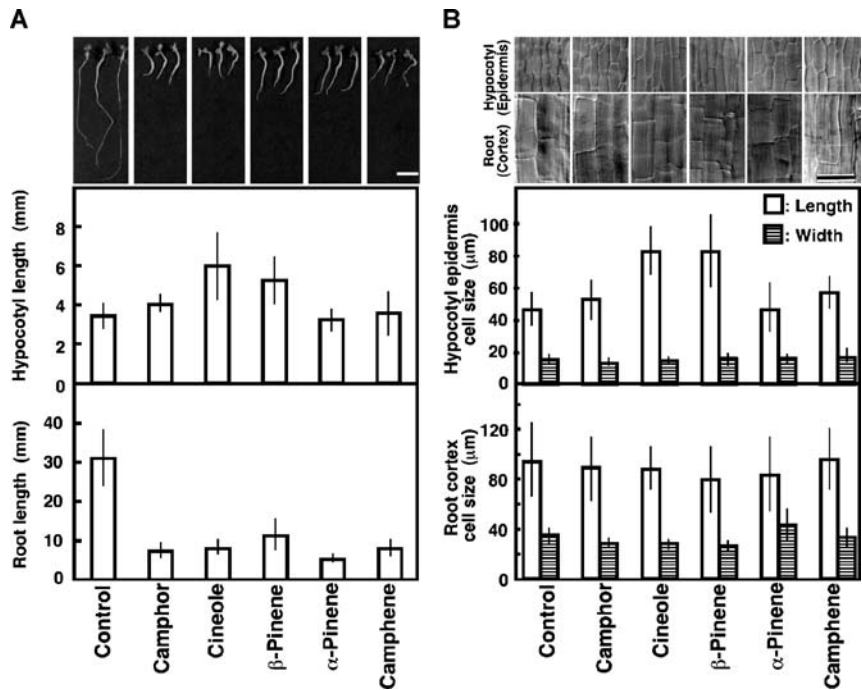 A
Hypocotyl length (mm)
8
6
4
2
0
Root length (mm)
40
30
20
10
0
Control
Camphor
Cineole
β-Pinene
α-Pinene
Camphene
B
Hypocotyl
(Epidermis)
Root
(Cortex)
: Length
: Width
Hypocotyl epidermis
cell size (μm)
100
80
60
40
20
0
Root cortex
cell size (μm)
120
80
40
0
Control
Camphor
Cineole
β-Pinene
α-Pinene
Camphene